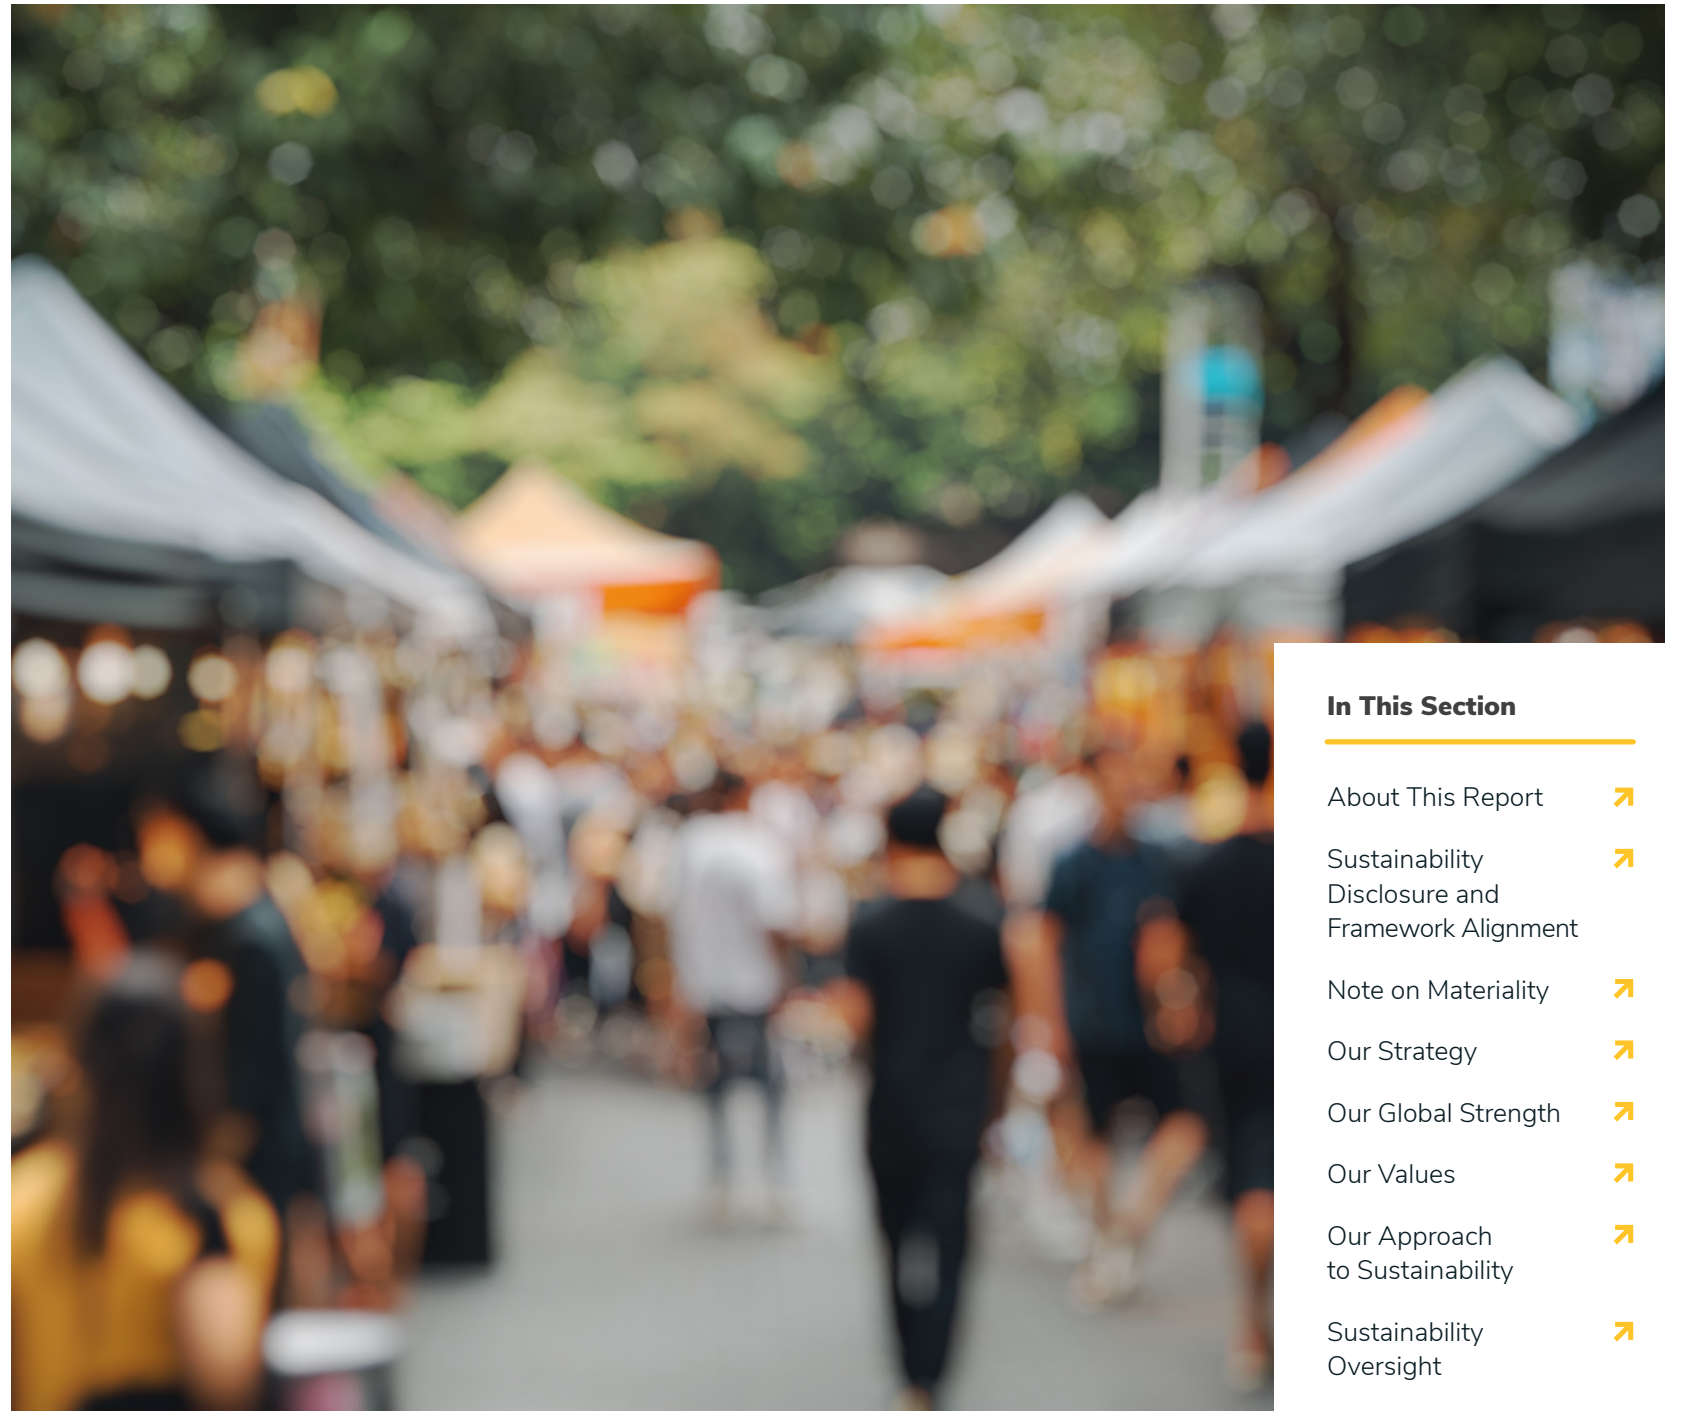 In This Section
About This Report
Sustainability
Disclosure and
Framework Alignment
Note on Materiality
Our Strategy
Our Global Strength
Our Values
Our Approach
to Sustainability
Sustainability
Oversight